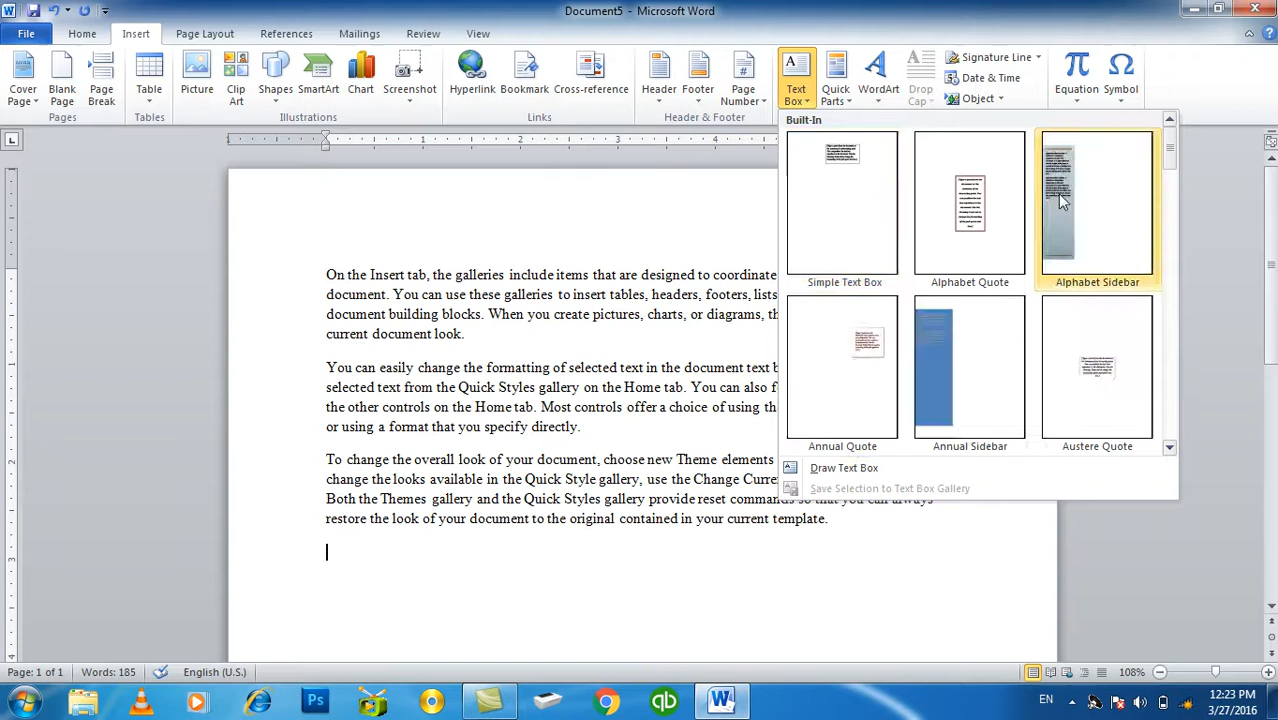 Document5 - Microsoft Word
File Home Insert Page Layout References Mailings Review View
Cover Page Blank Page Page Break Table Picture Clip Art Shapes SmartArt Chart Screenshot Hyperlink Bookmark Cross-reference Header Footer Page Number Text Box Quick Parts WordArt Drop Cap Signature Line Date & Time Object Equation Symbol
Pages Tables Illustrations Links Header & Footer
Built-In
Simple Text Box Alphabet Quote Alphabet Sidebar
Annual Quote Annual Sidebar Austere Quote
Draw Text Box
Save Selection to Text Box Gallery
On the Insert tab, the galleries include items that are designed to coordinate
document. You can use these galleries to insert tables, headers, footers, lists
document building blocks. When you create pictures, charts, or diagrams, th
current document look.
You can easily change the formatting of selected text in the document text b
selected text from the Quick Styles gallery on the Home tab. You can also f
the other controls on the Home tab. Most controls offer a choice of using th
or using a format that you specify directly.
To change the overall look of your document, choose new Theme elements
change the looks available in the Quick Style gallery, use the Change Curre
Both the Themes gallery and the Quick Styles gallery provide reset commands so that you can always
restore the look of your document to the original contained in your current template.
Page: 1 of 1 Words: 185 English (U.S.) 108%
EN 12:23 PM
3/27/2016